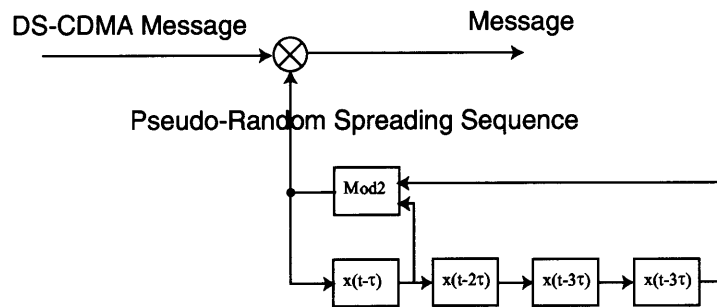 DS-CDMA Message
Message
Pseudo-Random Spreading Sequence
Mod2
x(t-τ)
x(t-2τ)
x(t-3τ)
x(t-3τ)